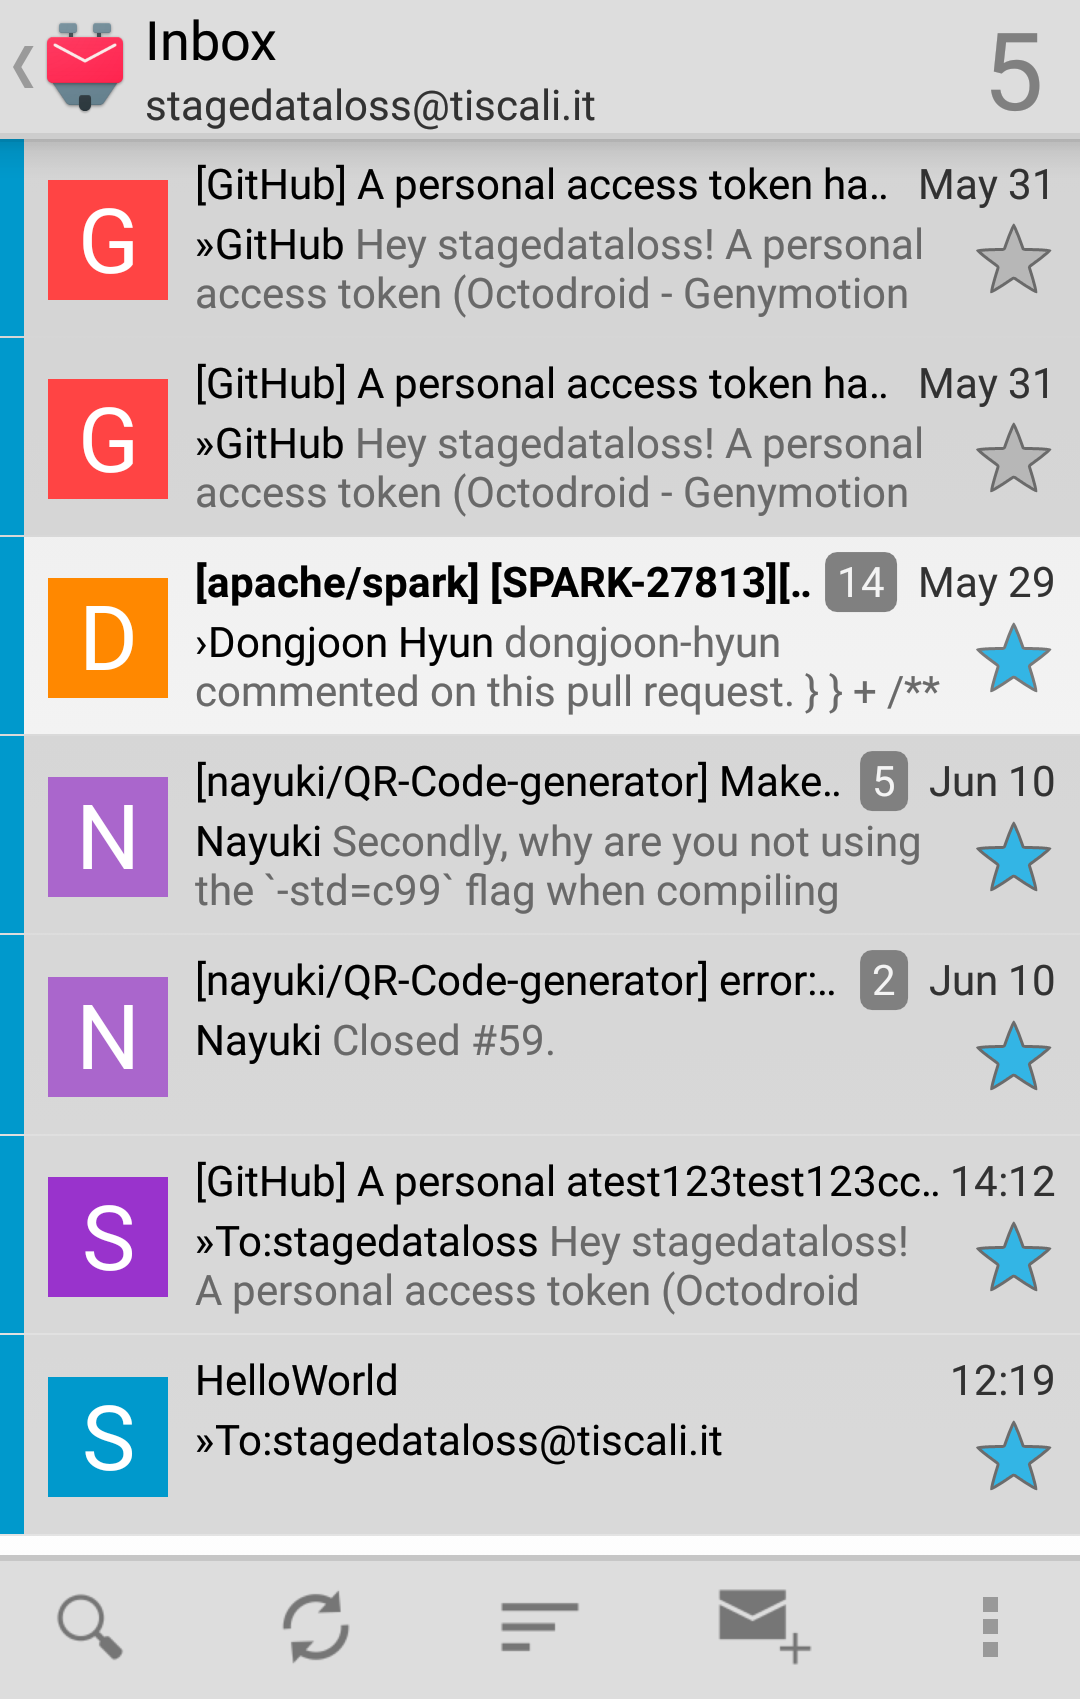 Inbox
5
stagedataloss@tiscali.it
G
[GitHub] A personal access token ha.. May 31
»GitHub Hey stagedataloss! A personal
access token (Octodroid - Genymotion
G
[GitHub] A personal access token ha.. May 31
»GitHub Hey stagedataloss! A personal
access token (Octodroid - Genymotion
D
[apache/spark] [SPARK-27813][.. 14 May 29
›Dongjoon Hyun dongjoon-hyun
commented on this pull request. } } + /**
N
[nayuki/QR-Code-generator] Make.. 5 Jun 10
Nayuki Secondly, why are you not using
the `-std=c99` flag when compiling
N
[nayuki/QR-Code-generator] error:.. 2 Jun 10
Nayuki Closed #59.
S
[GitHub] A personal atest123test123cc.. 14:12
»To:stagedataloss Hey stagedataloss!
A personal access token (Octodroid
S
HelloWorld 12:19
»To:stagedataloss@tiscali.it